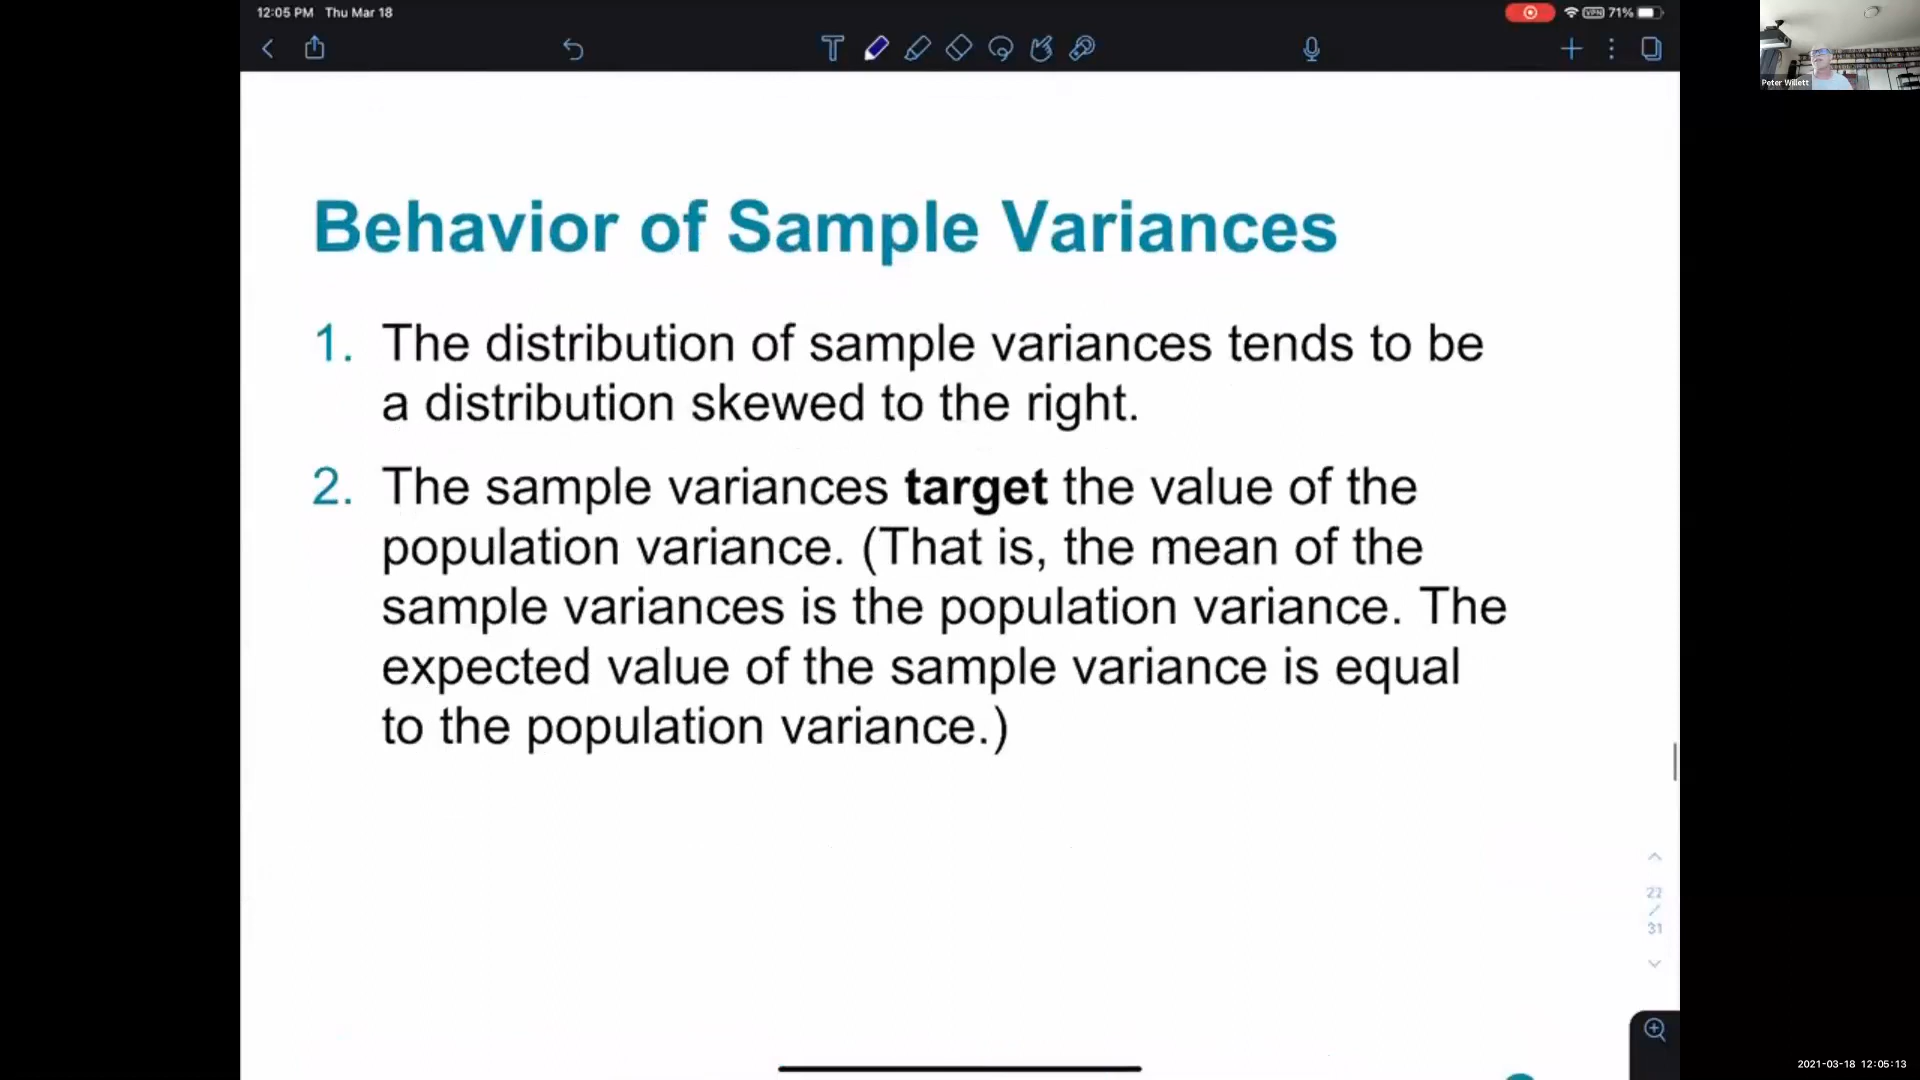 12:05 PM Thu Mar 18
VPN 71%
Peter Willett
Behavior of Sample Variances
1. The distribution of sample variances tends to be
a distribution skewed to the right.
2. The sample variances target the value of the
population variance. (That is, the mean of the
sample variances is the population variance. The
expected value of the sample variance is equal
to the population variance.)
22
/
31
2021-03-18 12:05:13